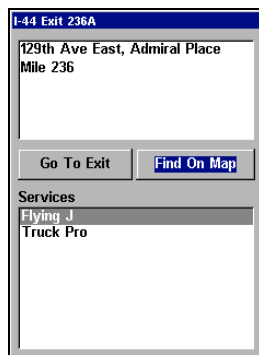 I-44 Exit 236A
129th Ave East, Admiral Place
Mile 236
Go To Exit
Find On Map
Services
Flying J
Truck Pro